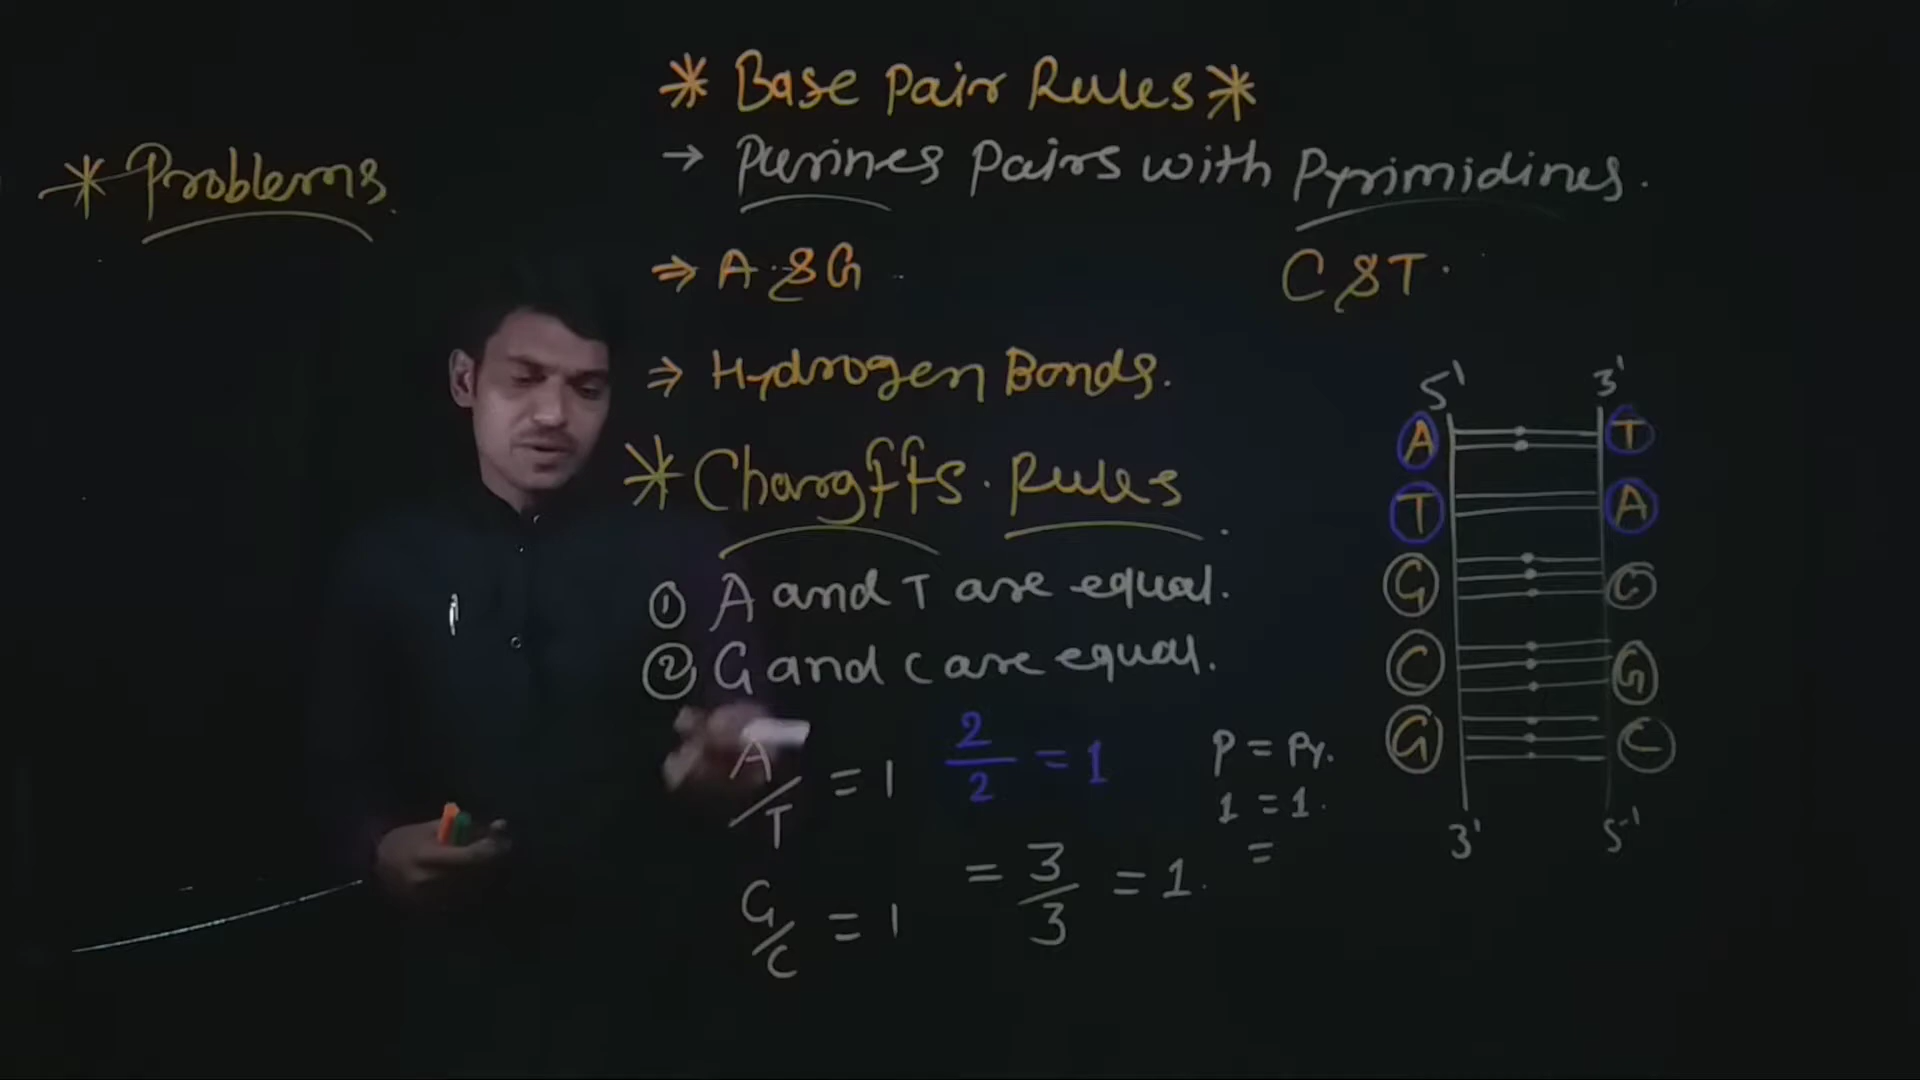 * Base Pair Rules *
→ Purines Pairs with Pyrimidines.
* Problems.
⇒ A & G
C & T.
⇒ Hydrogen Bonds.
* Chargffs. Rules.
① A and T are equal.
② G and C are equal.
A/T = 1
2/2 = 1
P = Py.
1 = 1.
=
G/C = 1
= 3/3 = 1.
5' 3'
A T
T A
G C
C G
G C
3' 5'